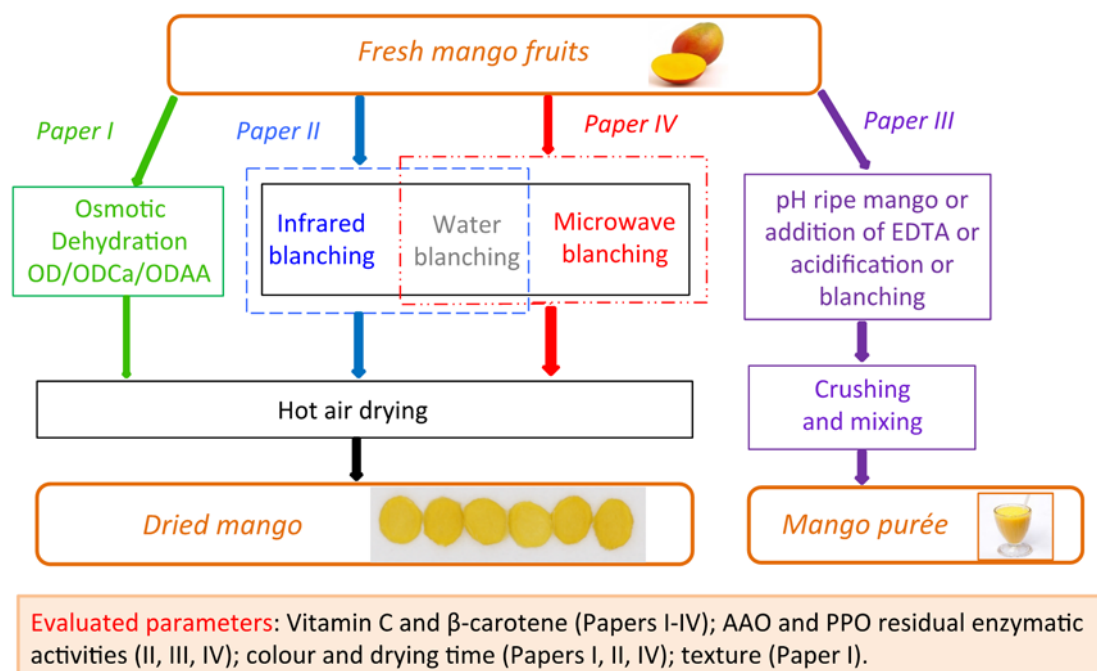 Fresh mango fruits
Paper I
Paper II
Paper IV
Paper III
Osmotic
Dehydration
OD/ODCa/ODAA
Infrared
blanching
Water
blanching
Microwave
blanching
pH ripe mango or
addition of EDTA or
acidification or
blanching
Hot air drying
Crushing
and mixing
Dried mango
Mango purée
Evaluated parameters: Vitamin C and β-carotene (Papers I-IV); AAO and PPO residual enzymatic
activities (II, III, IV); colour and drying time (Papers I, II, IV); texture (Paper I).